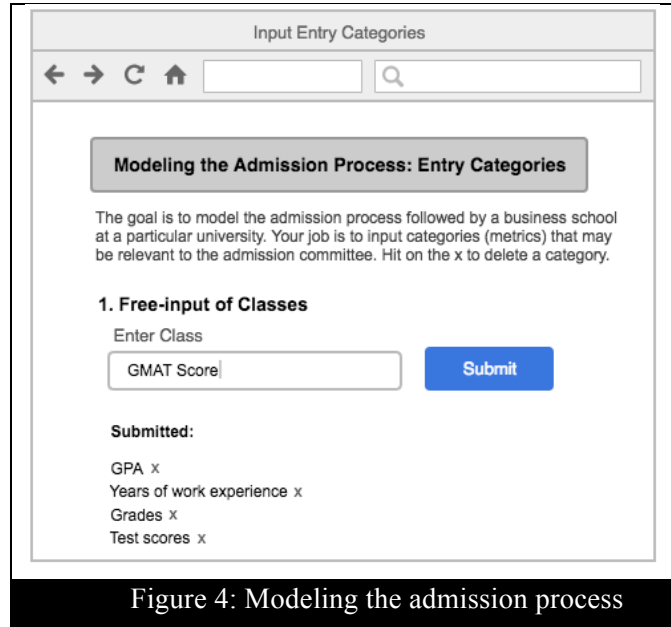 Input Entry Categories
Modeling the Admission Process: Entry Categories
The goal is to model the admission process followed by a business school
at a particular university. Your job is to input categories (metrics) that may
be relevant to the admission committee. Hit on the x to delete a category.
1. Free-input of Classes
Enter Class
GMAT Score
Submit
Submitted:
GPA x
Years of work experience x
Grades x
Test scores x
Figure 4: Modeling the admission process